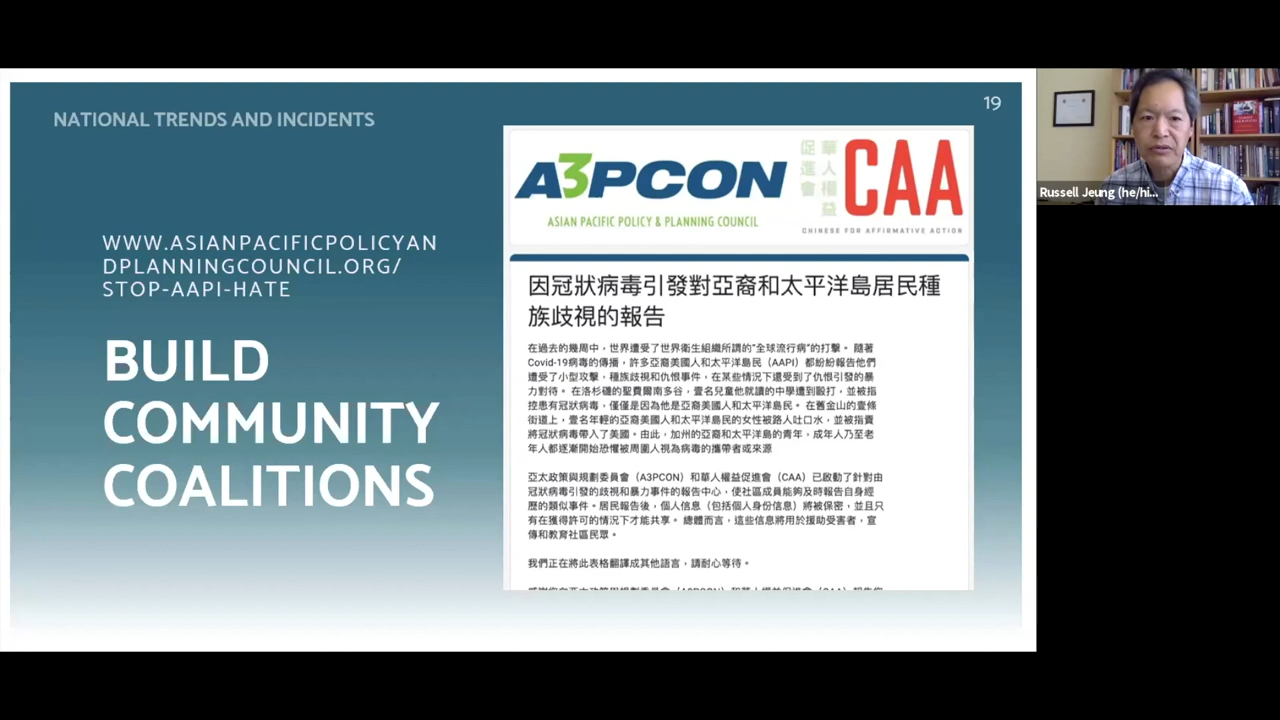 NATIONAL TRENDS AND INCIDENTS
19
WWW.ASIANPACIFICPOLICYAN
DPLANNINGCOUNCIL.ORG/
STOP-AAPI-HATE
BUILD
COMMUNITY
COALITIONS
A3PCON
ASIAN PACIFIC POLICY & PLANNING COUNCIL
華人權益
促進會
CAA
CHINESE FOR AFFIRMATIVE ACTION
因冠狀病毒引發對亞裔和太平洋島居民種
族歧視的報告
在過去的幾周中，世界遭受了世界衛生組織所謂的“全球流行病”的打擊。 隨著
Covid-19病毒的傳播，許多亞裔美國人和太平洋島民（AAPI）都紛紛報告他們
遭受了小型攻擊，種族歧視和仇恨事件，在某些情況下還受到了仇恨引發的暴
力對待。 在洛杉磯的聖費爾南多谷，壹名兒童他就讀的中學遭到毆打，並被指
控患有冠狀病毒，僅僅是因為他是亞裔美國人和太平洋島民。 在舊金山的壹條
街道上，壹名年輕的亞裔美國人和太平洋島民的女性被路人吐口水，並被指責
將冠狀病毒帶入了美國。由此，加州的亞裔和太平洋島的青年，成年人乃至老
年人都逐漸開始恐懼被周圍人視為病毒的攜帶者或來源
亞太政策與規劃委員會（A3PCON）和華人權益促進會（CAA）已啟動了針對由
冠狀病毒引發的歧視和暴力事件的報告中心，使社區成員能夠及時報告自身經
歷的類似事件。居民報告後，個人信息（包括個人身份信息）將被保密，並且只
有在獲得許可的情況下才能共享。 總體而言，這些信息將用於援助受害者，宣
傳和教育社區民眾。
我們正在將此表格翻譯成其他語言，請耐心等待。
Russell Jeung (he/hi...